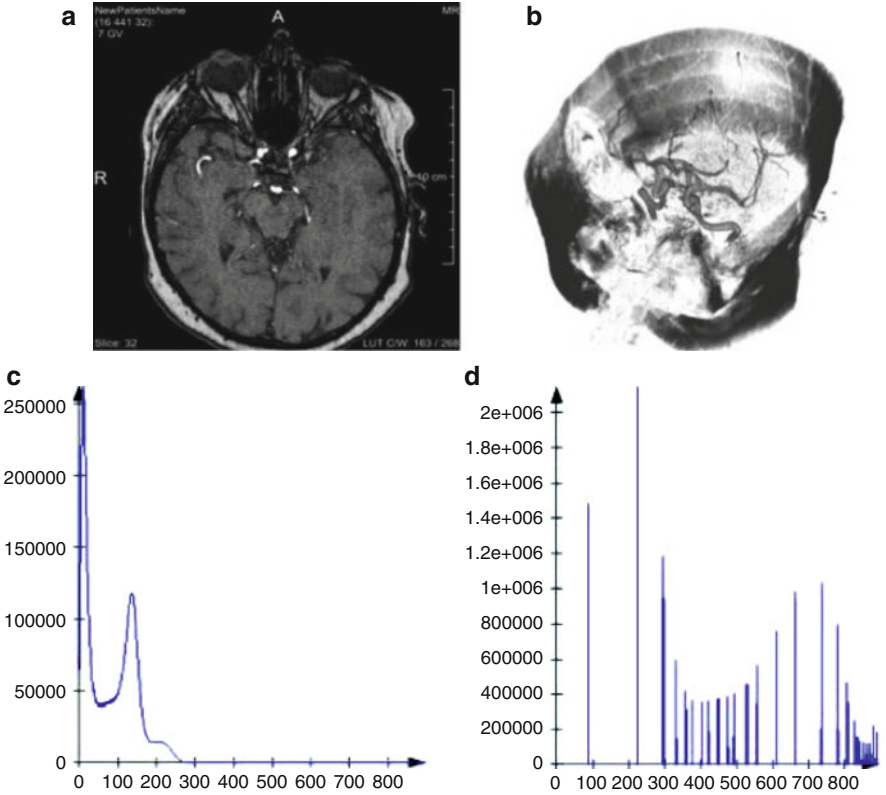 a
NewPatientsName
(16 441 32):
7 GV
A
MR
R
10 cm
Slice: 32
LUT C/W: 163 / 268
b
c
250000
200000
150000
100000
50000
0
0 100 200 300 400 500 600 700 800
d
2e+006
1.8e+006
1.6e+006
1.4e+006
1.2e+006
1e+006
800000
600000
400000
200000
0
0 100 200 300 400 500 600 700 800